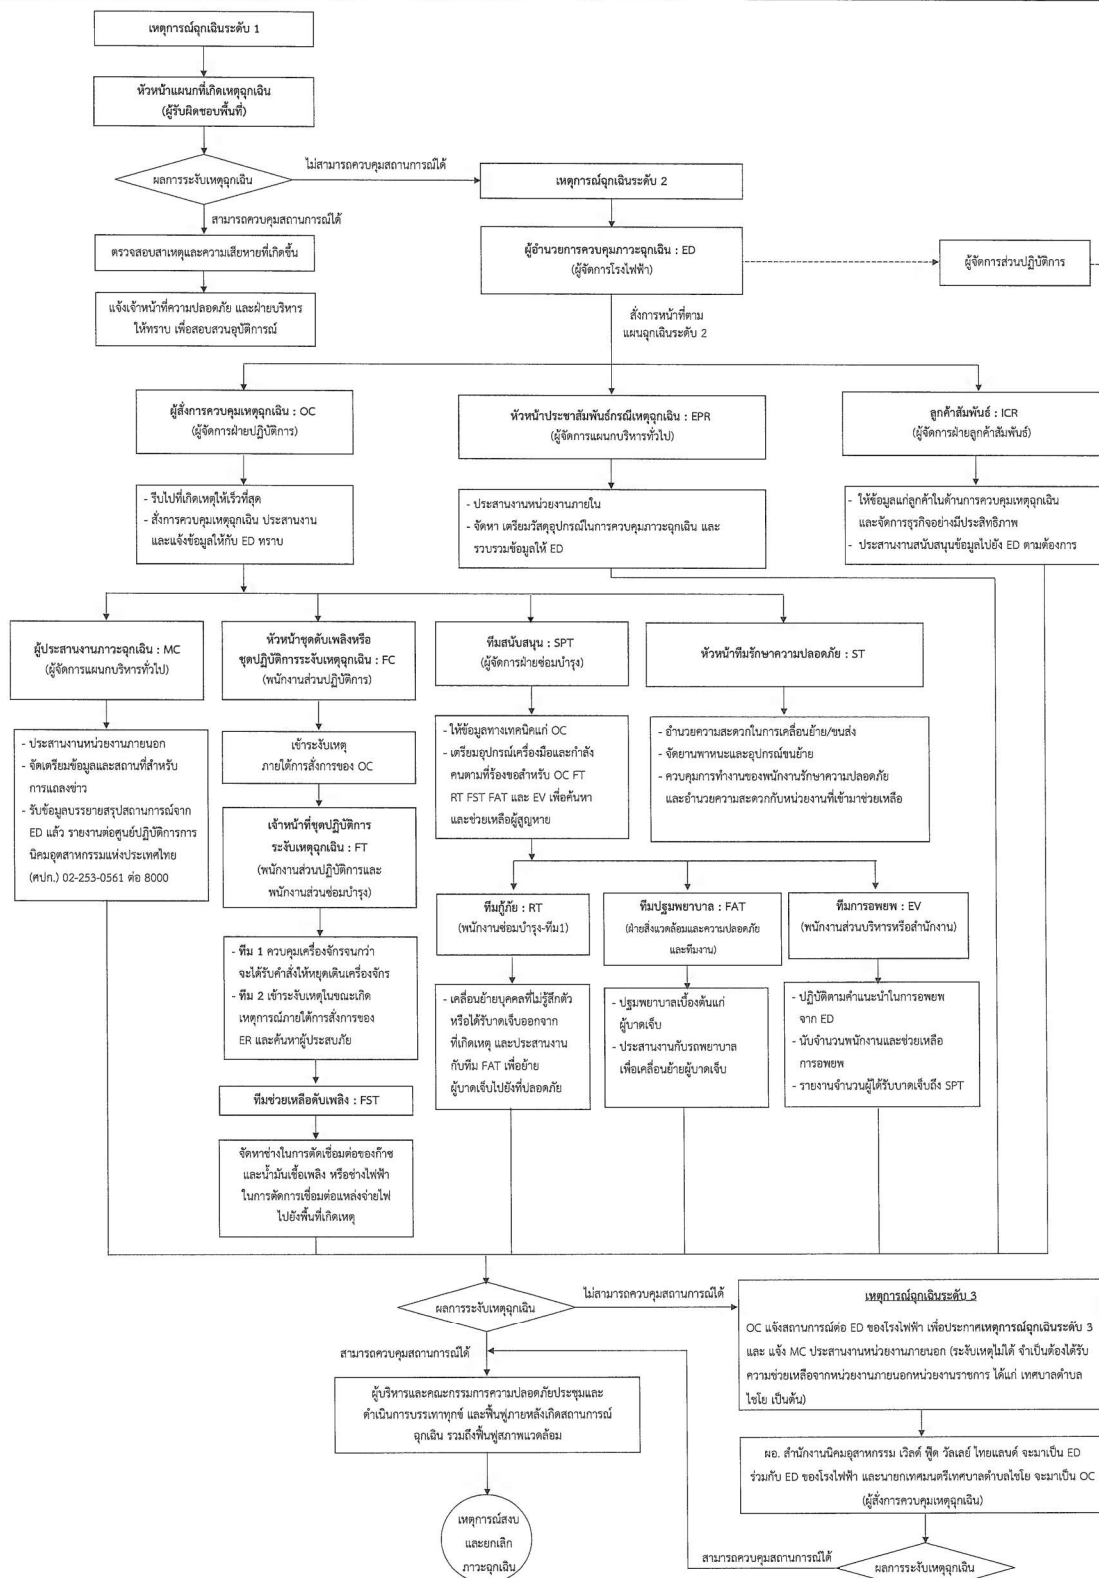 เหตุการณ์ฉุกเฉินระดับ 1
หัวหน้าแผนกที่เกิดเหตุฉุกเฉิน
(ผู้รับผิดชอบพื้นที่)
ผลการระงับเหตุฉุกเฉิน
ไม่สามารถควบคุมสถานการณ์ได้
สามารถควบคุมสถานการณ์ได้
ตรวจสอบสาเหตุและความเสียหายที่เกิดขึ้น
แจ้งเจ้าหน้าที่ความปลอดภัย และฝ่ายบริหาร
ให้ทราบ เพื่อสอบสวนอุบัติการณ์
เหตุการณ์ฉุกเฉินระดับ 2
ผู้อำนวยการควบคุมภาวะฉุกเฉิน : ED
(ผู้จัดการโรงไฟฟ้า)
ผู้จัดการส่วนปฏิบัติการ
สั่งการหน้าที่ตาม
แผนฉุกเฉินระดับ 2
ผู้สั่งการควบคุมเหตุฉุกเฉิน : OC
(ผู้จัดการฝ่ายปฏิบัติการ)
- รีบไปที่เกิดเหตุให้เร็วที่สุด
- สั่งการควบคุมเหตุฉุกเฉิน ประสานงาน
และแจ้งข้อมูลให้กับ ED ทราบ
หัวหน้าประชาสัมพันธ์กรณีเหตุฉุกเฉิน : EPR
(ผู้จัดการแผนกบริหารทั่วไป)
- ประสานงานหน่วยงานภายใน
- จัดหา เตรียมวัสดุอุปกรณ์ในการควบคุมภาวะฉุกเฉิน และ
รวบรวมข้อมูลให้ ED
ลูกค้าสัมพันธ์ : ICR
(ผู้จัดการฝ่ายลูกค้าสัมพันธ์)
- ให้ข้อมูลแก่ลูกค้าในด้านการควบคุมเหตุฉุกเฉิน
และจัดการธุรกิจอย่างมีประสิทธิภาพ
- ประสานงานสนับสนุนข้อมูลไปยัง ED ตามต้องการ
ผู้ประสานงานภาวะฉุกเฉิน : MC
(ผู้จัดการแผนกบริหารทั่วไป)
- ประสานงานหน่วยงานภายนอก
- จัดเตรียมข้อมูลและสถานที่สำหรับ
การแถลงข่าว
- รับข้อมูลบรรยายสรุปสถานการณ์จาก
ED แล้ว รายงานต่อศูนย์ปฏิบัติการการ
นิคมอุตสาหกรรมแห่งประเทศไทย
(ศปก.) 02-253-0561 ต่อ 8000
หัวหน้าชุดดับเพลิงหรือ
ชุดปฏิบัติการระงับเหตุฉุกเฉิน : FC
(พนักงานส่วนปฏิบัติการ)
เข้าระงับเหตุ
ภายใต้การสั่งการของ OC
เจ้าหน้าที่ชุดปฏิบัติการ
ระงับเหตุฉุกเฉิน : FT
(พนักงานส่วนปฏิบัติการและ
พนักงานส่วนซ่อมบำรุง)
- ทีม 1 ควบคุมเครื่องจักรจนกว่า
จะได้รับคำสั่งให้หยุดเดินเครื่องจักร
- ทีม 2 เข้าระงับเหตุในขณะเกิด
เหตุการณ์ภายใต้การสั่งการของ
ER และค้นหาผู้ประสบภัย
ทีมช่วยเหลือดับเพลิง : FST
จัดหาช่างในการตัดเชื่อมต่อของก๊าซ
และน้ำมันเชื้อเพลิง หรือช่างไฟฟ้า
ในการตัดการเชื่อมต่อแหล่งจ่ายไฟ
ไปยังพื้นที่เกิดเหตุ
ทีมสนับสนุน : SPT
(ผู้จัดการฝ่ายซ่อมบำรุง)
- ให้ข้อมูลทางเทคนิคแก่ OC
- เตรียมอุปกรณ์เครื่องมือและกำลัง
คนตามที่ร้องขอสำหรับ OC FT
RT FST FAT และ EV เพื่อค้นหา
และช่วยเหลือผู้สูญหาย
หัวหน้าทีมรักษาความปลอดภัย : ST
- อำนวยความสะดวกในการเคลื่อนย้าย/ขนส่ง
- จัดยานพาหนะและอุปกรณ์ขนย้าย
- ควบคุมการทำงานของพนักงานรักษาความปลอดภัย
และอำนวยความสะดวกกับหน่วยงานที่เข้ามาช่วยเหลือ
ทีมกู้ภัย : RT
(พนักงานซ่อมบำรุง-ทีม1)
- เคลื่อนย้ายบุคคลที่ไม่รู้สึกตัว
หรือได้รับบาดเจ็บออกจาก
ที่เกิดเหตุ และประสานงาน
กับทีม FAT เพื่อย้าย
ผู้บาดเจ็บไปยังที่ปลอดภัย
ทีมปฐมพยาบาล : FAT
(ฝ่ายสิ่งแวดล้อมและความปลอดภัย
และทีมงาน)
- ปฐมพยาบาลเบื้องต้นแก่
ผู้บาดเจ็บ
- ประสานงานกับรถพยาบาล
เพื่อเคลื่อนย้ายผู้บาดเจ็บ
ทีมการอพยพ : EV
(พนักงานส่วนบริหารหรือสำนักงาน)
- ปฏิบัติตามคำแนะนำในการอพยพ
จาก ED
- นับจำนวนพนักงานและช่วยเหลือ
การอพยพ
- รายงานจำนวนผู้ได้รับบาดเจ็บถึง SPT
ผลการระงับเหตุฉุกเฉิน
ไม่สามารถควบคุมสถานการณ์ได้
สามารถควบคุมสถานการณ์ได้
เหตุการณ์ฉุกเฉินระดับ 3
OC แจ้งสถานการณ์ต่อ ED ของโรงไฟฟ้า เพื่อประกาศเหตุการณ์ฉุกเฉินระดับ 3
และ แจ้ง MC ประสานงานหน่วยงานภายนอก (ระงับเหตุไม่ได้ จำเป็นต้องได้รับ
ความช่วยเหลือจากหน่วยงานภายนอกหน่วยงานราชการ ได้แก่ เทศบาลตำบล
ไชโย เป็นต้น)
ผู้บริหารและคณะกรรมการความปลอดภัยประชุมและ
ดำเนินการบรรเทาทุกข์ และฟื้นฟูภายหลังเกิดสถานการณ์
ฉุกเฉิน รวมถึงฟื้นฟูสภาพแวดล้อม
ผอ. สำนักงานนิคมอุสาหกรรม เวิลด์ ฟู๊ด วัลเลย์ ไทยแลนด์ จะมาเป็น ED
ร่วมกับ ED ของโรงไฟฟ้า และนายกเทศมนตรีเทศบาลตำบลไชโย จะมาเป็น OC
(ผู้สั่งการควบคุมเหตุฉุกเฉิน)
เหตุการณ์สงบ
และยกเลิก
ภาวะฉุกเฉิน
สามารถควบคุมสถานการณ์ได้
ผลการระงับเหตุฉุกเฉิน